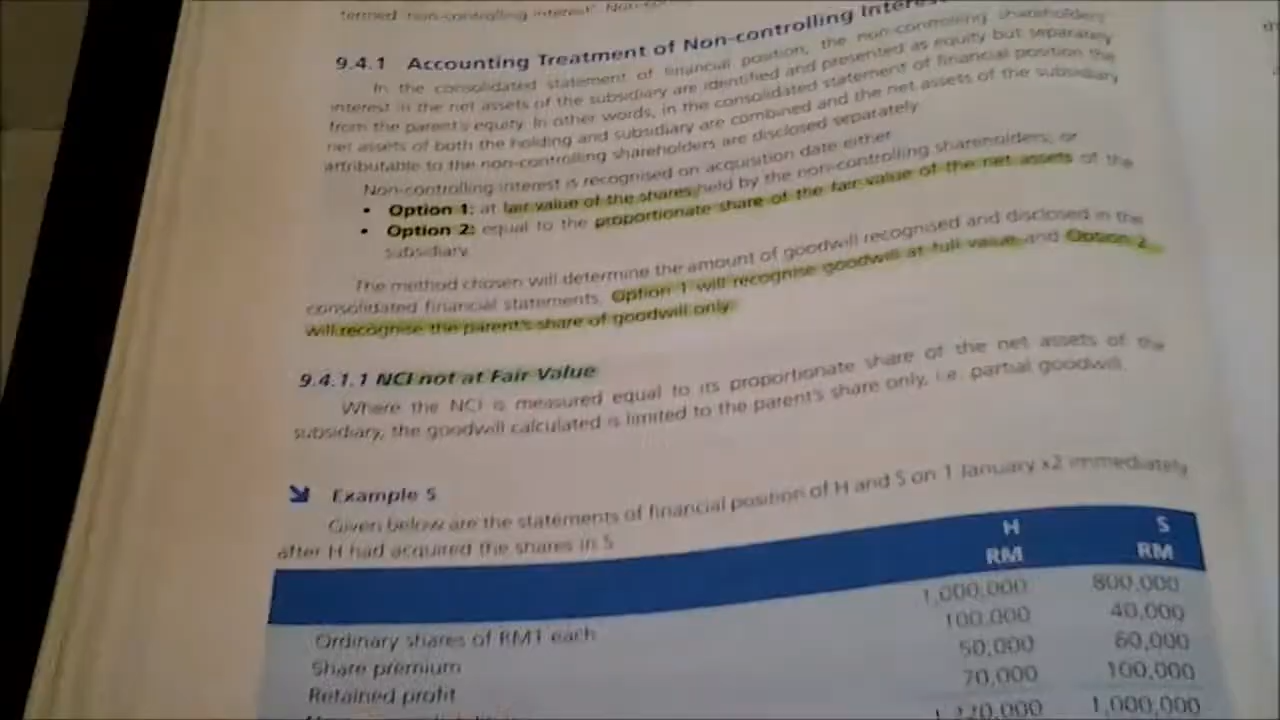 termed "non-controlling interest". Non-con
9.4.1 Accounting Treatment of Non-controlling Interes
In the consolidated statement of financial position, the non-controlling shareholders'
interest in the net assets of the subsidiary are identified and presented as equity but separately
from the parent's equity. In other words, in the consolidated statement of financial position the
net assets of both the holding and subsidiary are combined and the net assets of the subsidiary
attributable to the non-controlling shareholders are disclosed separately.
Non-controlling interest is recognised on acquisition date either
• Option 1: at fair value of the shares held by the non-controlling shareholders; or
• Option 2: equal to the proportionate share of the fair value of the net assets of the
subsidiary.
The method chosen will determine the amount of goodwill recognised and disclosed in the
consolidated financial statements. Option 1 will recognise goodwill at full value and Option 2
will recognise the parent's share of goodwill only.
9.4.1.1 NCI not at Fair Value
Where the NCI is measured equal to its proportionate share of the net assets of the
subsidiary, the goodwill calculated is limited to the parent's share only, i.e. partial goodwill.
Example 5
Given below are the statements of financial position of H and S on 1 January x2 immediately
after H had acquired the shares in S
H S
RM RM
Ordinary shares of RM1 each 1,000,000 800,000
Share premium 100,000 40,000
Retained profit 50,000 60,000
70,000 100,000
1,220,000 1,000,000